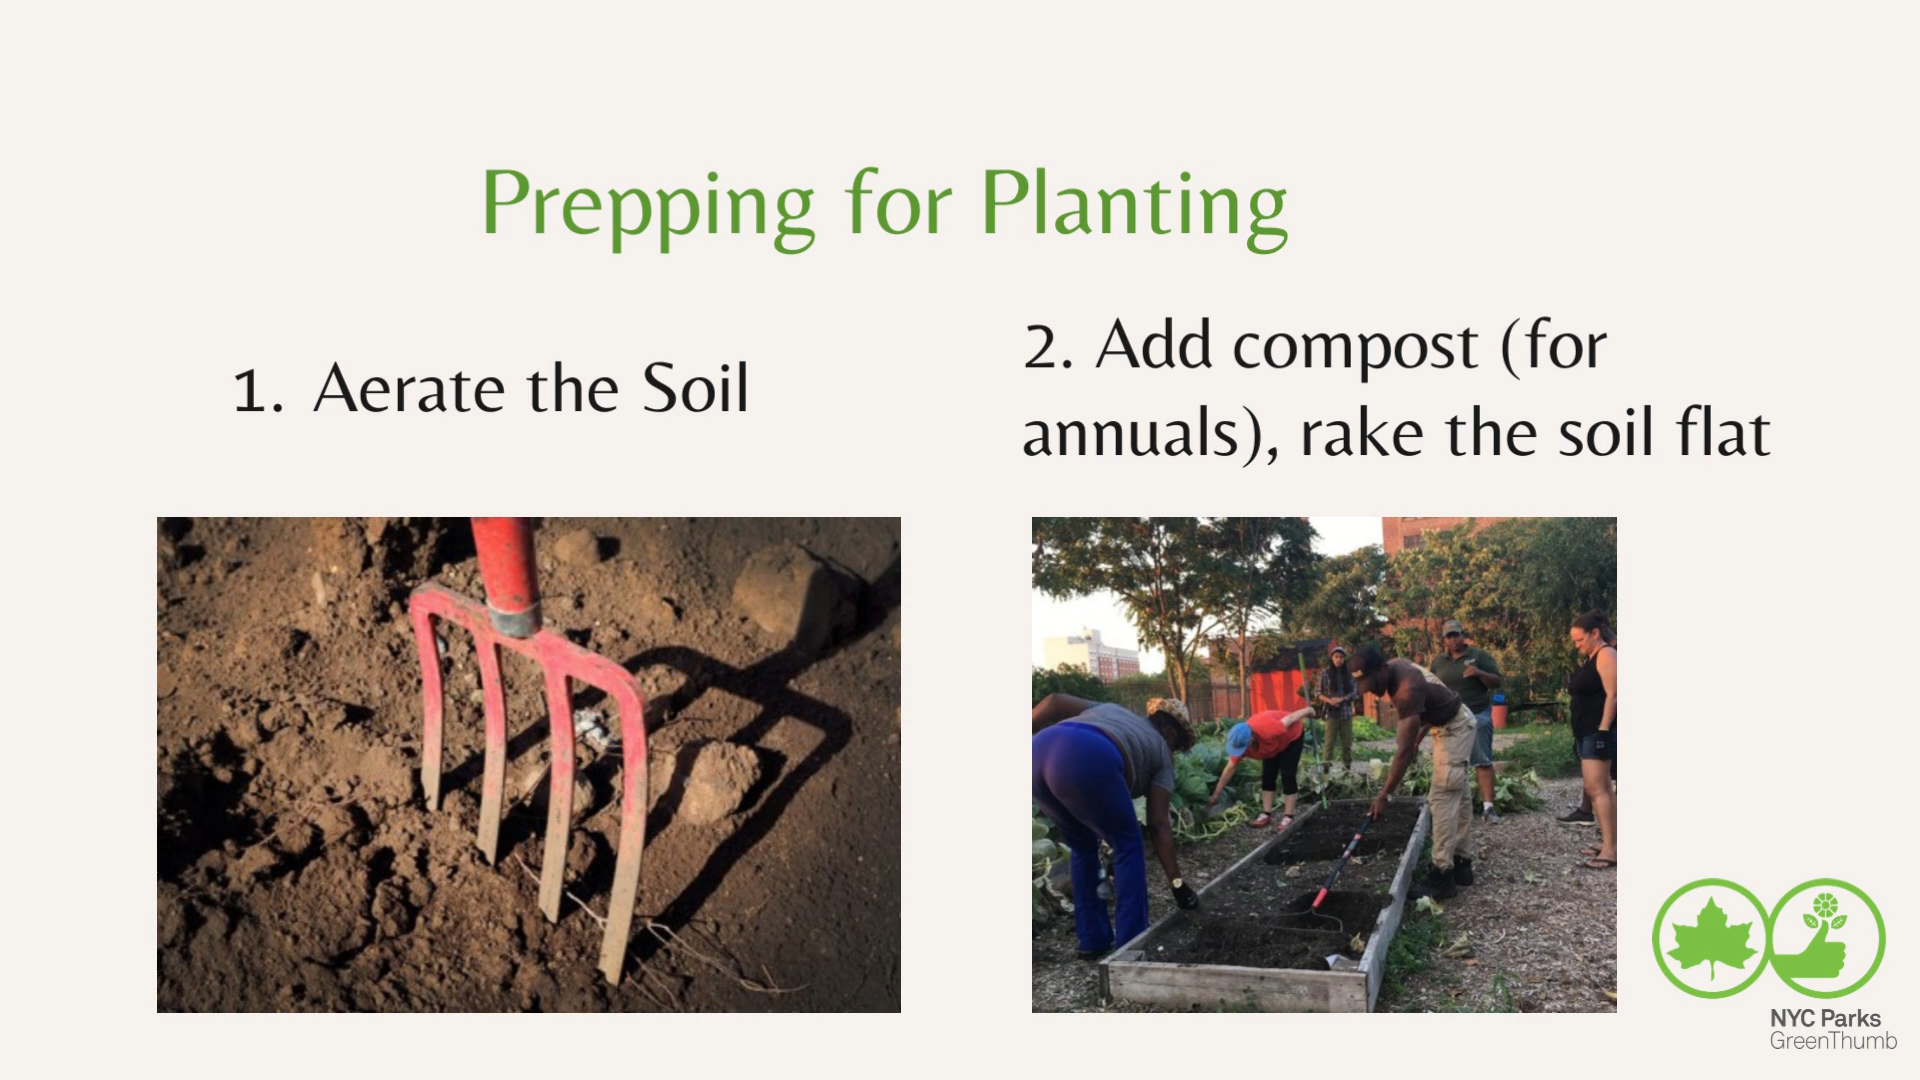 Prepping for Planting
1. Aerate the Soil
2. Add compost (for
annuals), rake the soil flat
NYC Parks
GreenThumb